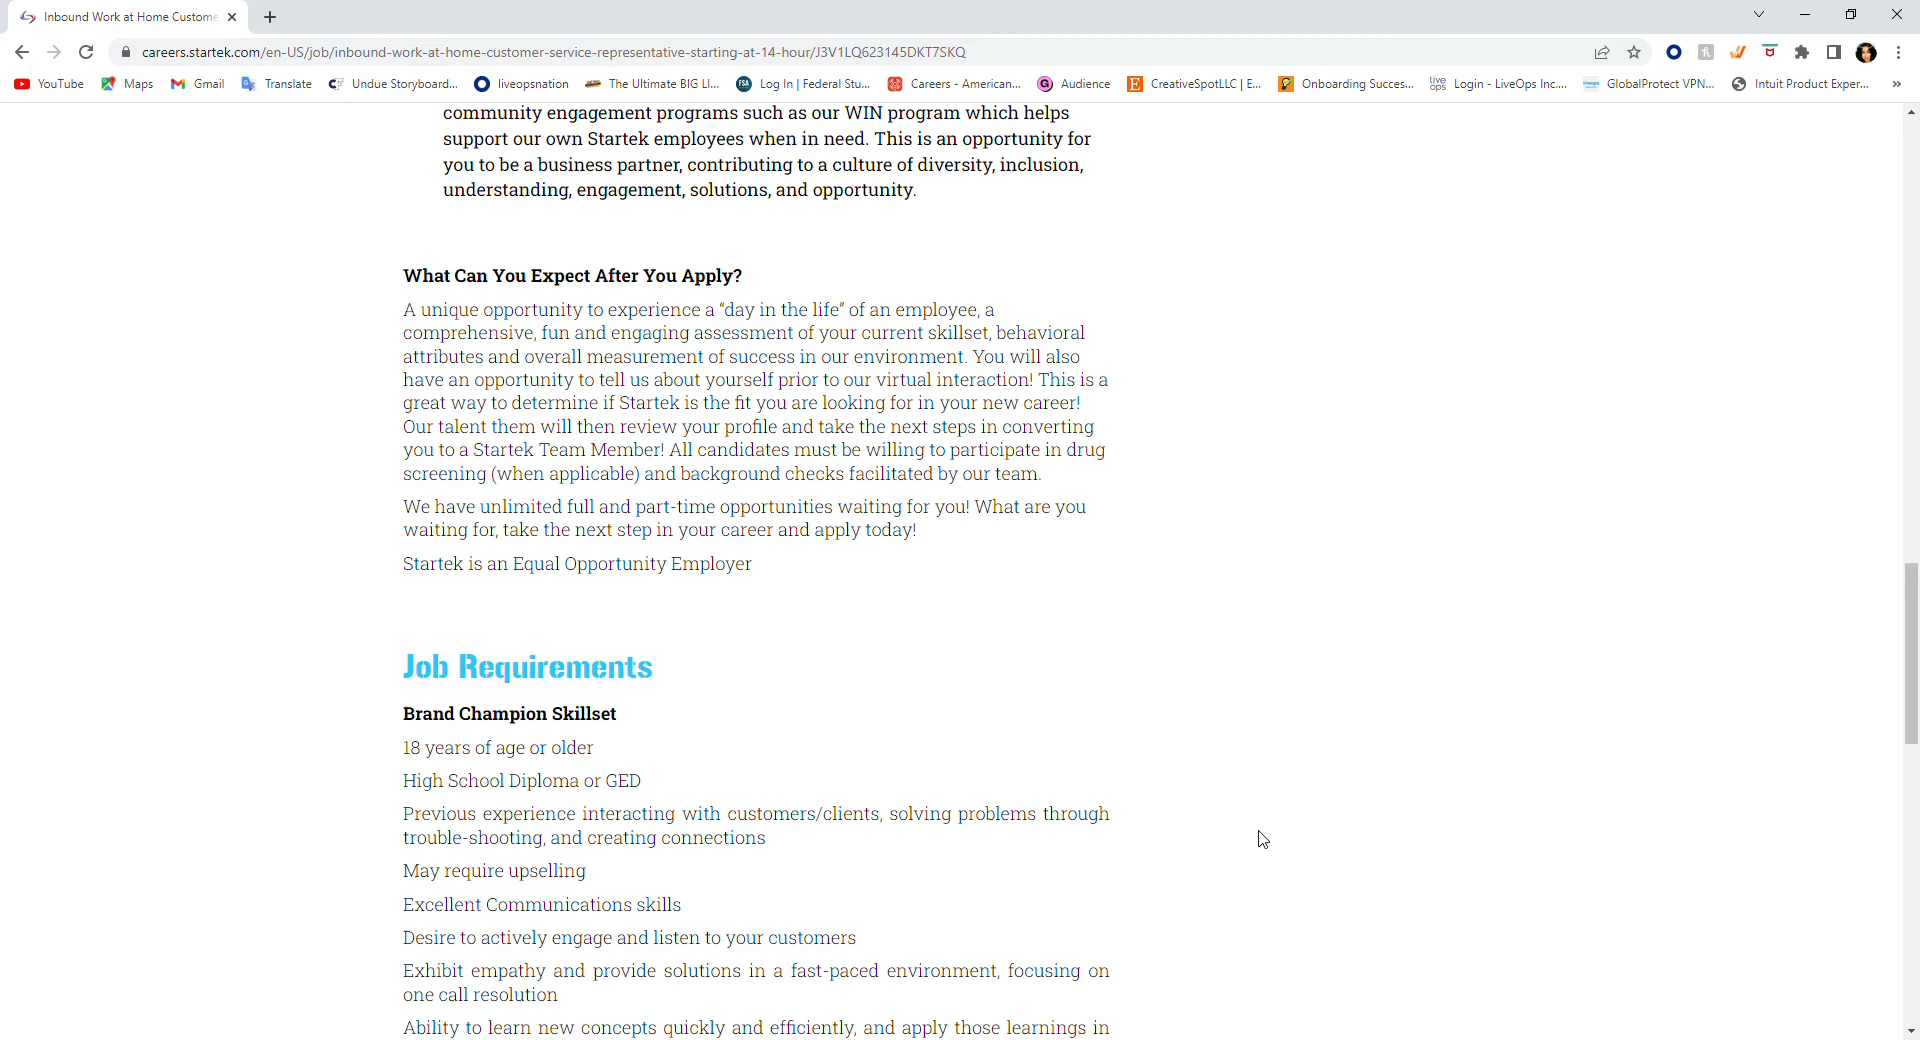 Inbound Work at Home Custome
careers.startek.com/en-US/job/inbound-work-at-home-customer-service-representative-starting-at-14-hour/J3V1LQ623145DKT7SKQ
YouTube Maps Gmail Translate Undue Storyboard... liveopsnation The Ultimate BIG LI... FSA Log In | Federal Stu... Careers - American... G Audience E CreativeSpotLLC | E... Onboarding Succes... live ops Login - LiveOps Inc.... GlobalProtect VPN... Intuit Product Exper... »
community engagement programs such as our WIN program which helps
support our own Startek employees when in need. This is an opportunity for
you to be a business partner, contributing to a culture of diversity, inclusion,
understanding, engagement, solutions, and opportunity.
What Can You Expect After You Apply?
A unique opportunity to experience a “day in the life” of an employee, a
comprehensive, fun and engaging assessment of your current skillset, behavioral
attributes and overall measurement of success in our environment. You will also
have an opportunity to tell us about yourself prior to our virtual interaction! This is a
great way to determine if Startek is the fit you are looking for in your new career!
Our talent them will then review your profile and take the next steps in converting
you to a Startek Team Member! All candidates must be willing to participate in drug
screening (when applicable) and background checks facilitated by our team.
We have unlimited full and part-time opportunities waiting for you! What are you
waiting for, take the next step in your career and apply today!
Startek is an Equal Opportunity Employer
Job Requirements
Brand Champion Skillset
18 years of age or older
High School Diploma or GED
Previous experience interacting with customers/clients, solving problems through
trouble-shooting, and creating connections
May require upselling
Excellent Communications skills
Desire to actively engage and listen to your customers
Exhibit empathy and provide solutions in a fast-paced environment, focusing on
one call resolution
Ability to learn new concepts quickly and efficiently, and apply those learnings in